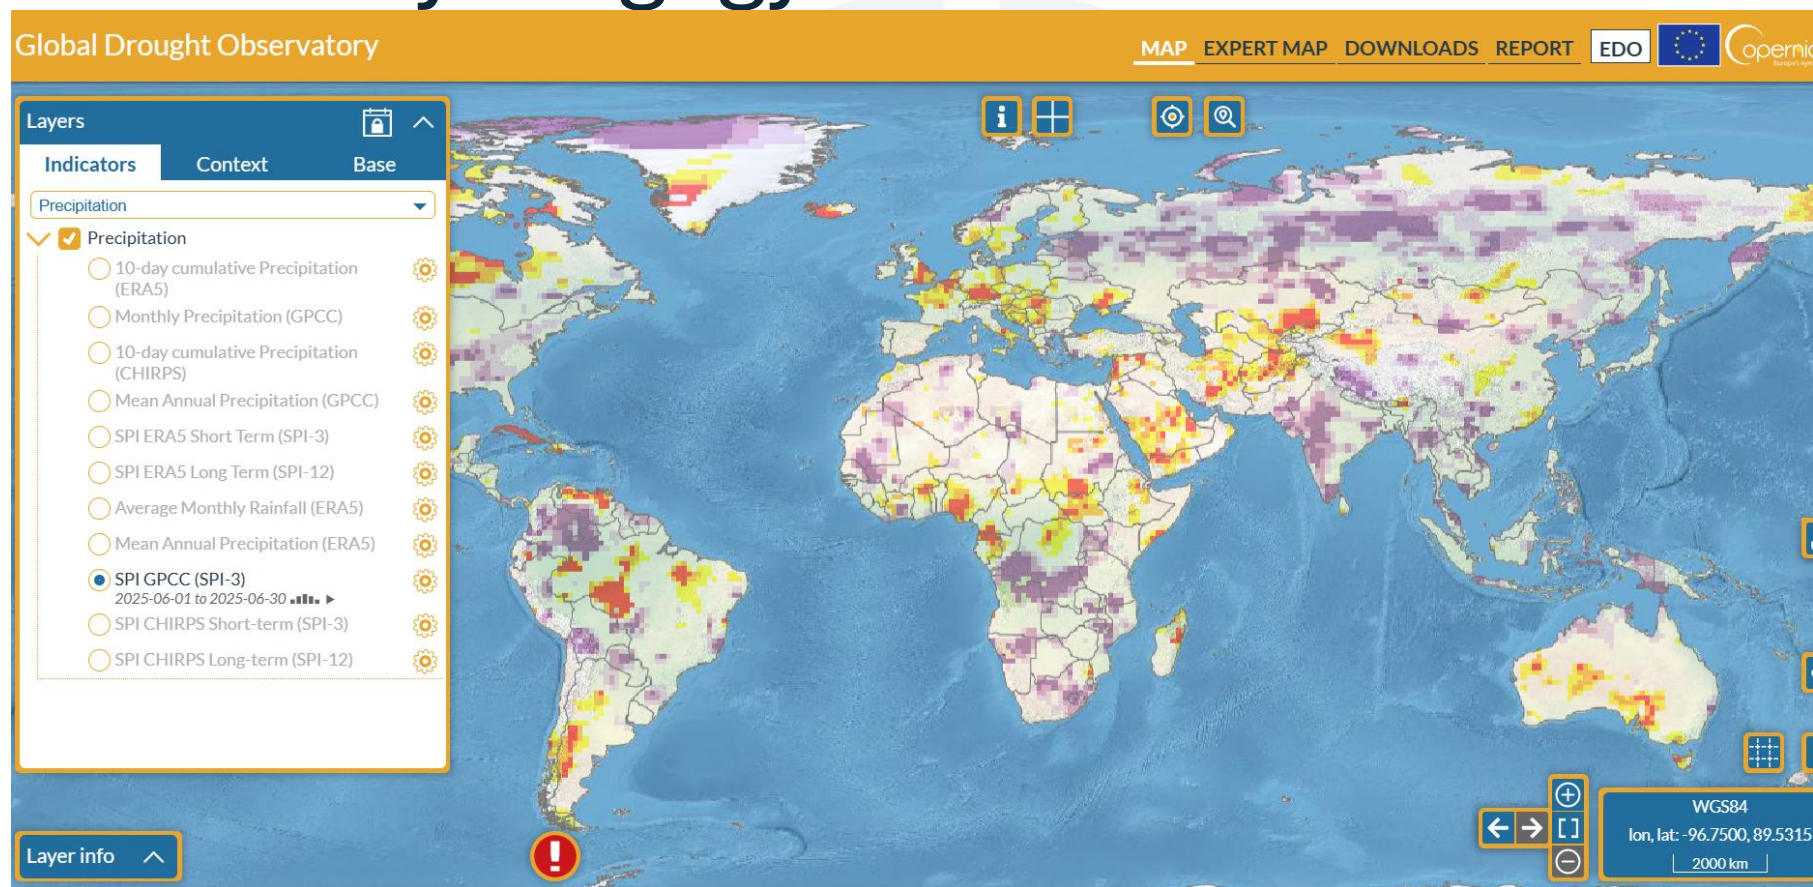 Global Drought Observatory
MAP EXPERT MAP DOWNLOADS REPORT EDO
Layers
Indicators Context Base
Precipitation
Precipitation
10-day cumulative Precipitation
(ERA5)
Monthly Precipitation (GPCC)
10-day cumulative Precipitation
(CHIRPS)
Mean Annual Precipitation (GPCC)
SPI ERA5 Short Term (SPI-3)
SPI ERA5 Long Term (SPI-12)
Average Monthly Rainfall (ERA5)
Mean Annual Precipitation (ERA5)
SPI GPCC (SPI-3)
2025-06-01 to 2025-06-30
SPI CHIRPS Short-term (SPI-3)
SPI CHIRPS Long-term (SPI-12)
Layer info
WGS84
lon, lat: -96.7500, 89.5315
2000 km